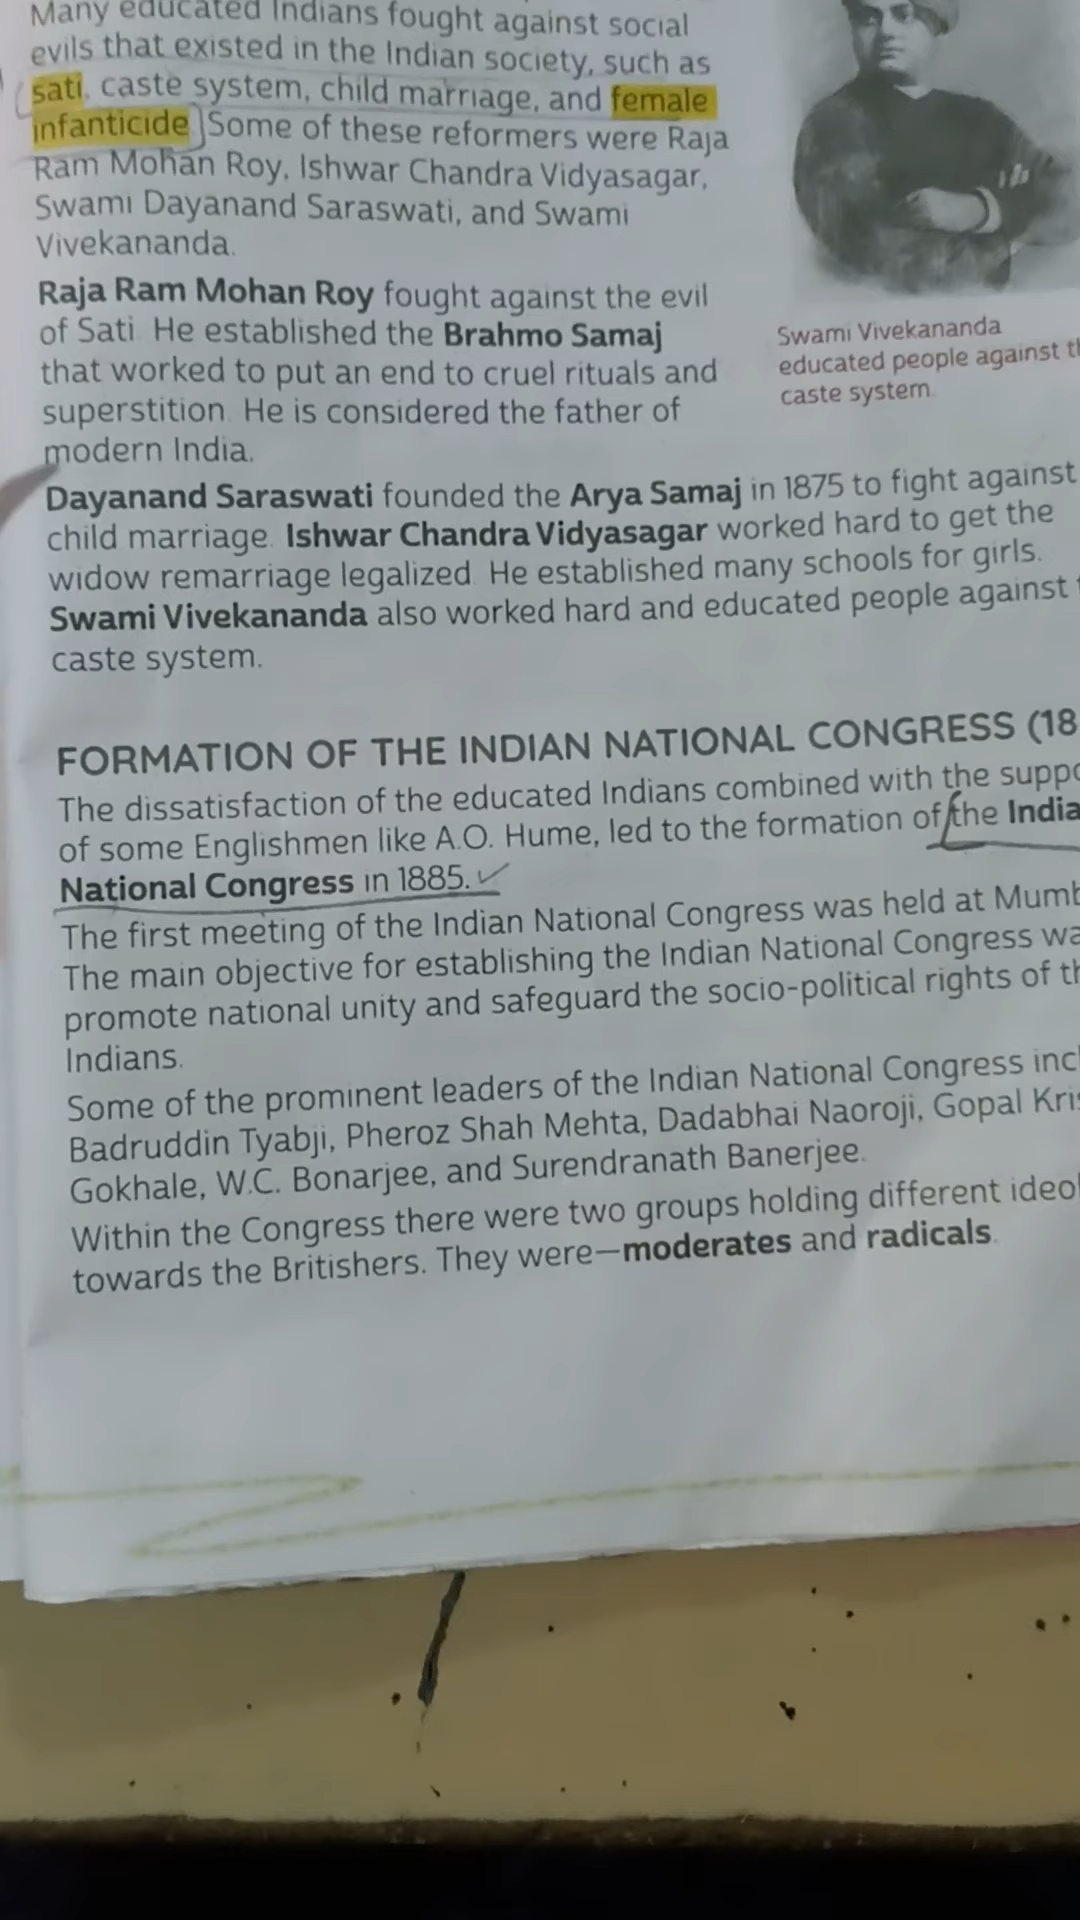 Many educated Indians fought against social
evils that existed in the Indian society, such as
sati, caste system, child marriage, and female
infanticide. Some of these reformers were Raja
Ram Mohan Roy, Ishwar Chandra Vidyasagar,
Swami Dayanand Saraswati, and Swami
Vivekananda.
Raja Ram Mohan Roy fought against the evil
of Sati. He established the Brahmo Samaj
that worked to put an end to cruel rituals and
superstition. He is considered the father of
modern India.
Swami Vivekananda
educated people against
caste system.
Dayanand Saraswati founded the Arya Samaj in 1875 to fight against
child marriage. Ishwar Chandra Vidyasagar worked hard to get the
widow remarriage legalized. He established many schools for girls.
Swami Vivekananda also worked hard and educated people against
caste system.
FORMATION OF THE INDIAN NATIONAL CONGRESS (18
The dissatisfaction of the educated Indians combined with the
of some Englishmen like A.O. Hume, led to the formation of the
National Congress in 1885.
The first meeting of the Indian National Congress was held at
The main objective for establishing the Indian National Congress
promote national unity and safeguard the socio-political rights of
Indians.
Some of the prominent leaders of the Indian National Congress
Badruddin Tyabji, Pheroz Shah Mehta, Dadabhai Naoroji, Gopal
Gokhale, W.C. Bonarjee, and Surendranath Banerjee.
Within the Congress there were two groups holding different
towards the Britishers. They were—moderates and radicals.